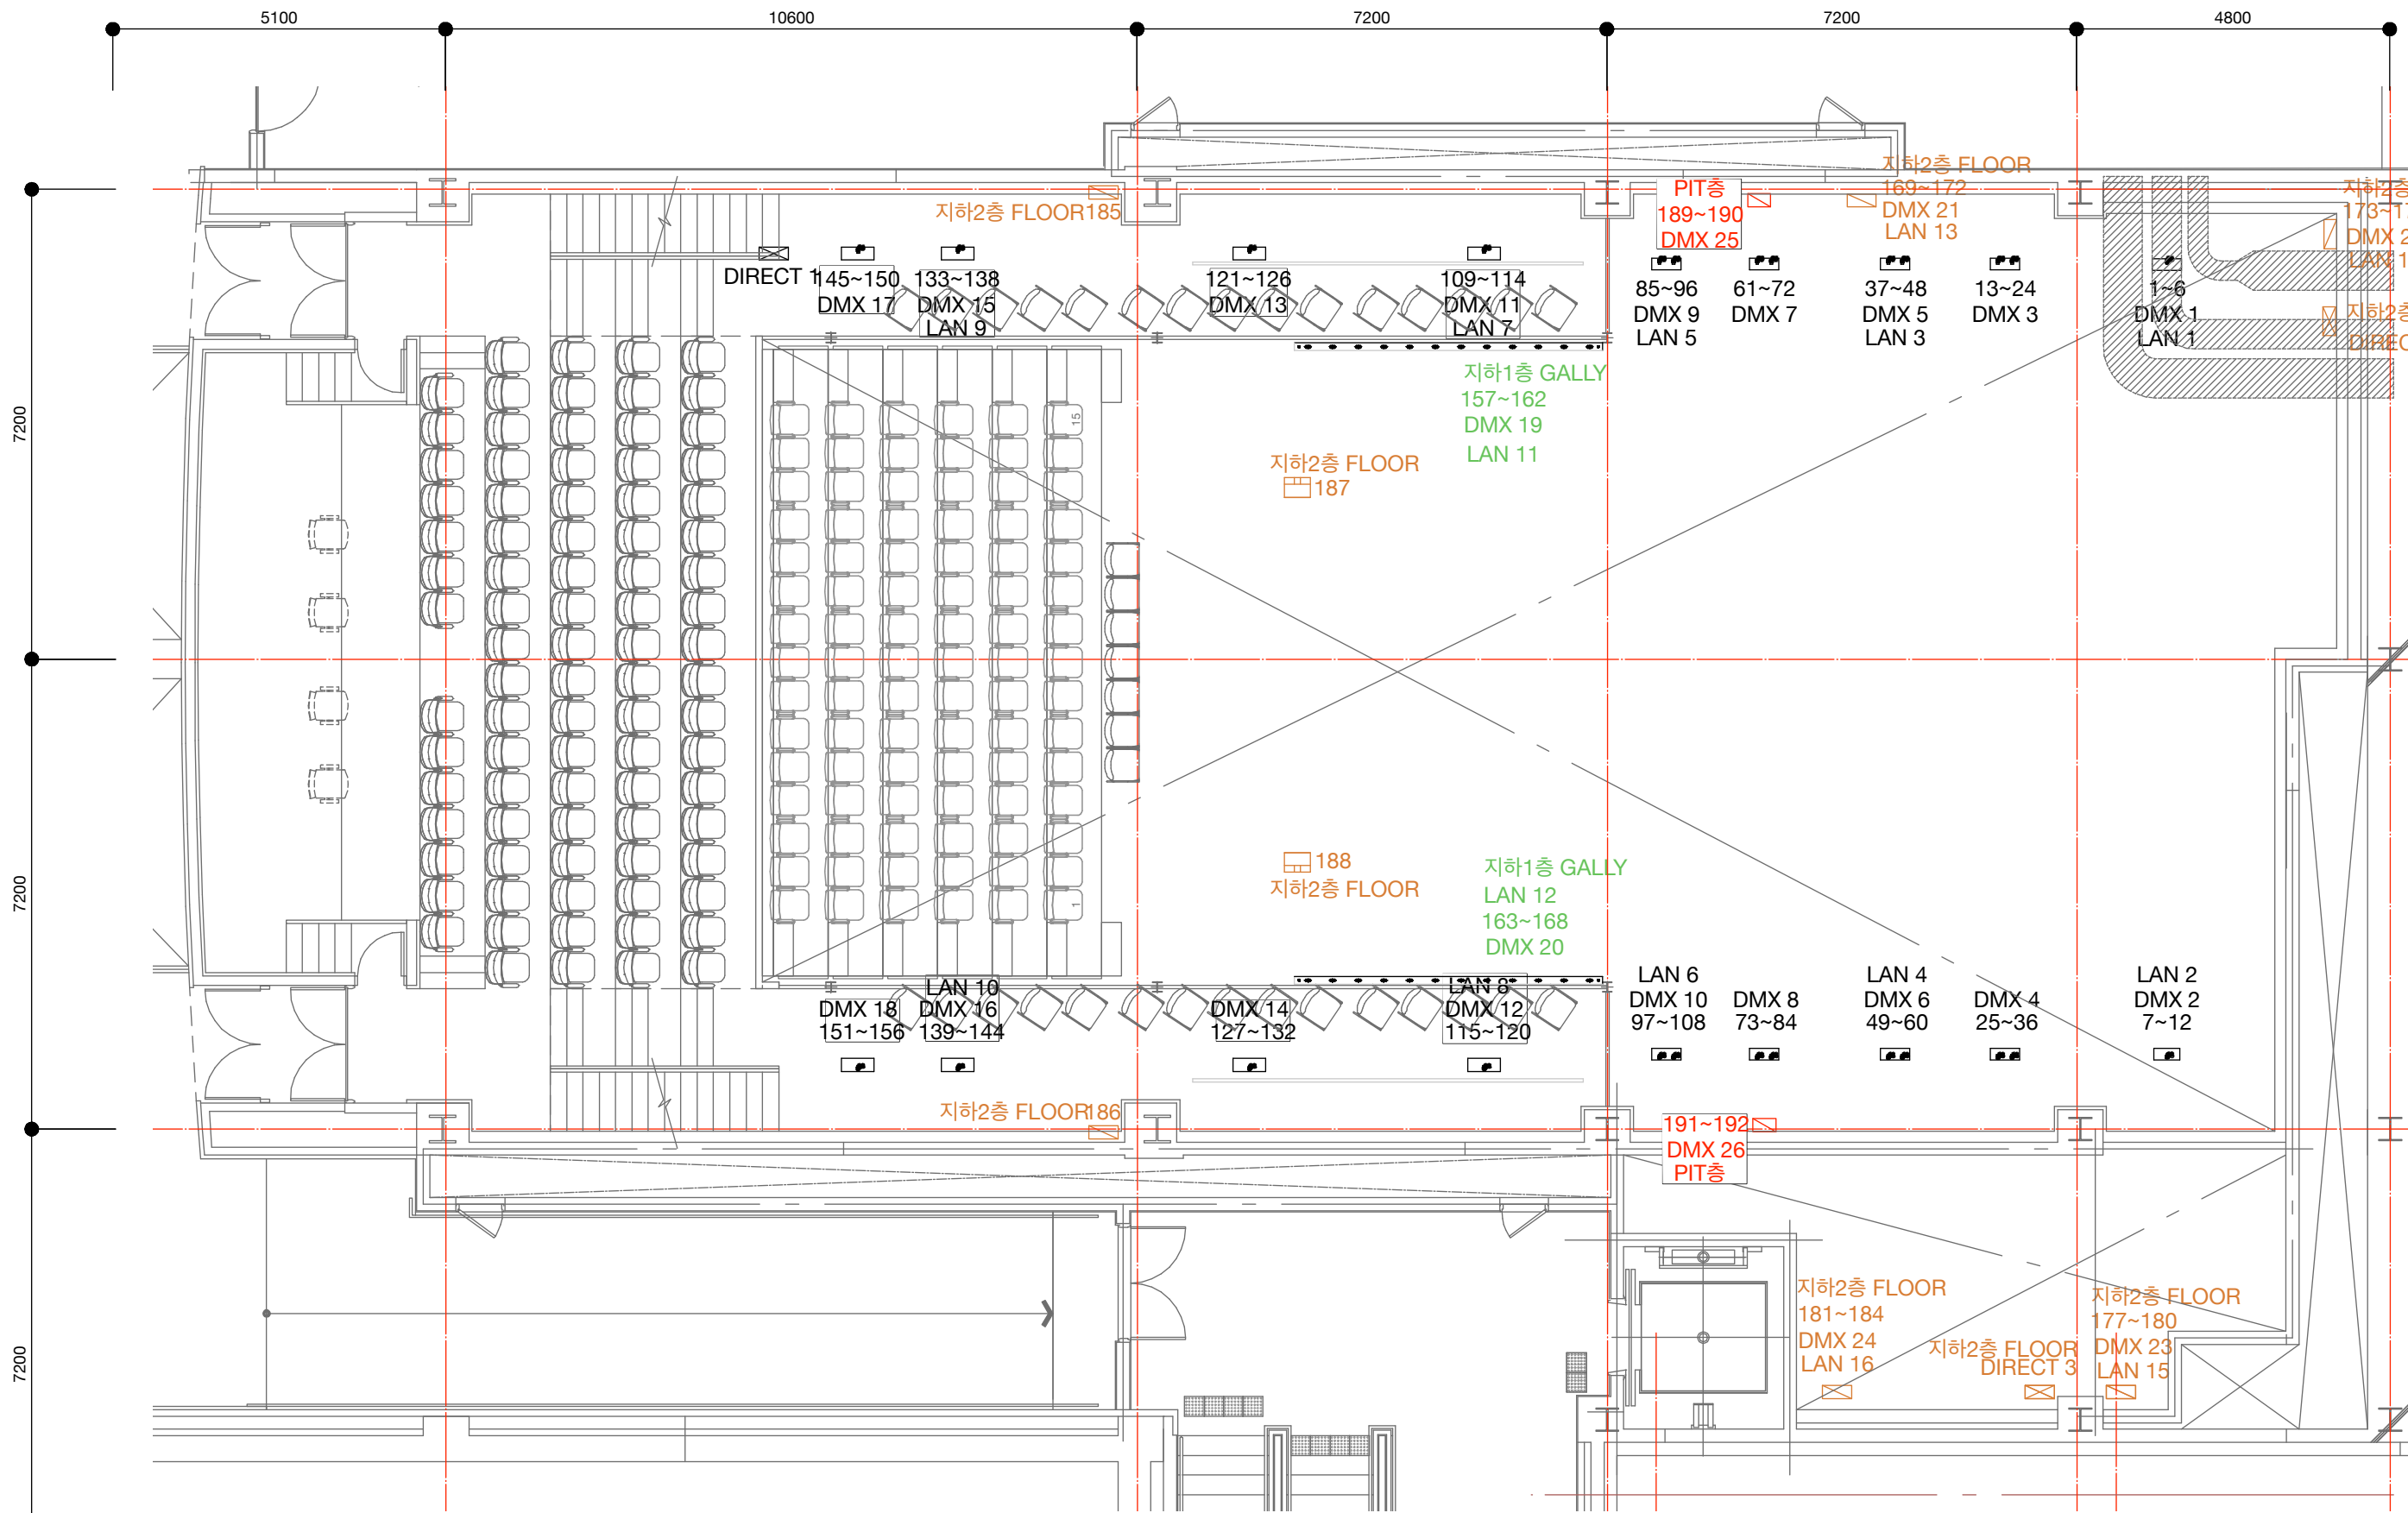 5100
10600
7200
7200
4800
7200
7200
7200
지하2층 FLOOR185
DIRECT 1
145~150
DMX 17
133~138
DMX 15
LAN 9
121~126
DMX 13
109~114
DMX 11
LAN 7
PIT층
189~190
DMX 25
지하2층 FLOOR
169~172
DMX 21
LAN 13
85~96
DMX 9
LAN 5
61~72
DMX 7
37~48
DMX 5
LAN 3
13~24
DMX 3
1~6
DMX 1
LAN 1
지하1층 GALLY
157~162
DMX 19
LAN 11
지하2층 FLOOR
187
15
1
188
지하2층 FLOOR
지하1층 GALLY
LAN 12
163~168
DMX 20
DMX 18
151~156
LAN 10
DMX 16
139~144
DMX 14
127~132
LAN 8
DMX 12
115~120
LAN 6
DMX 10
97~108
DMX 8
73~84
LAN 4
DMX 6
49~60
DMX 4
25~36
LAN 2
DMX 2
7~12
지하2층 FLOOR186
191~192
DMX 26
PIT층
지하2층 FLOOR
181~184
DMX 24
LAN 16
지하2층 FLOOR
DIRECT 3
지하2층 FLOOR
177~180
DMX 23
LAN 15